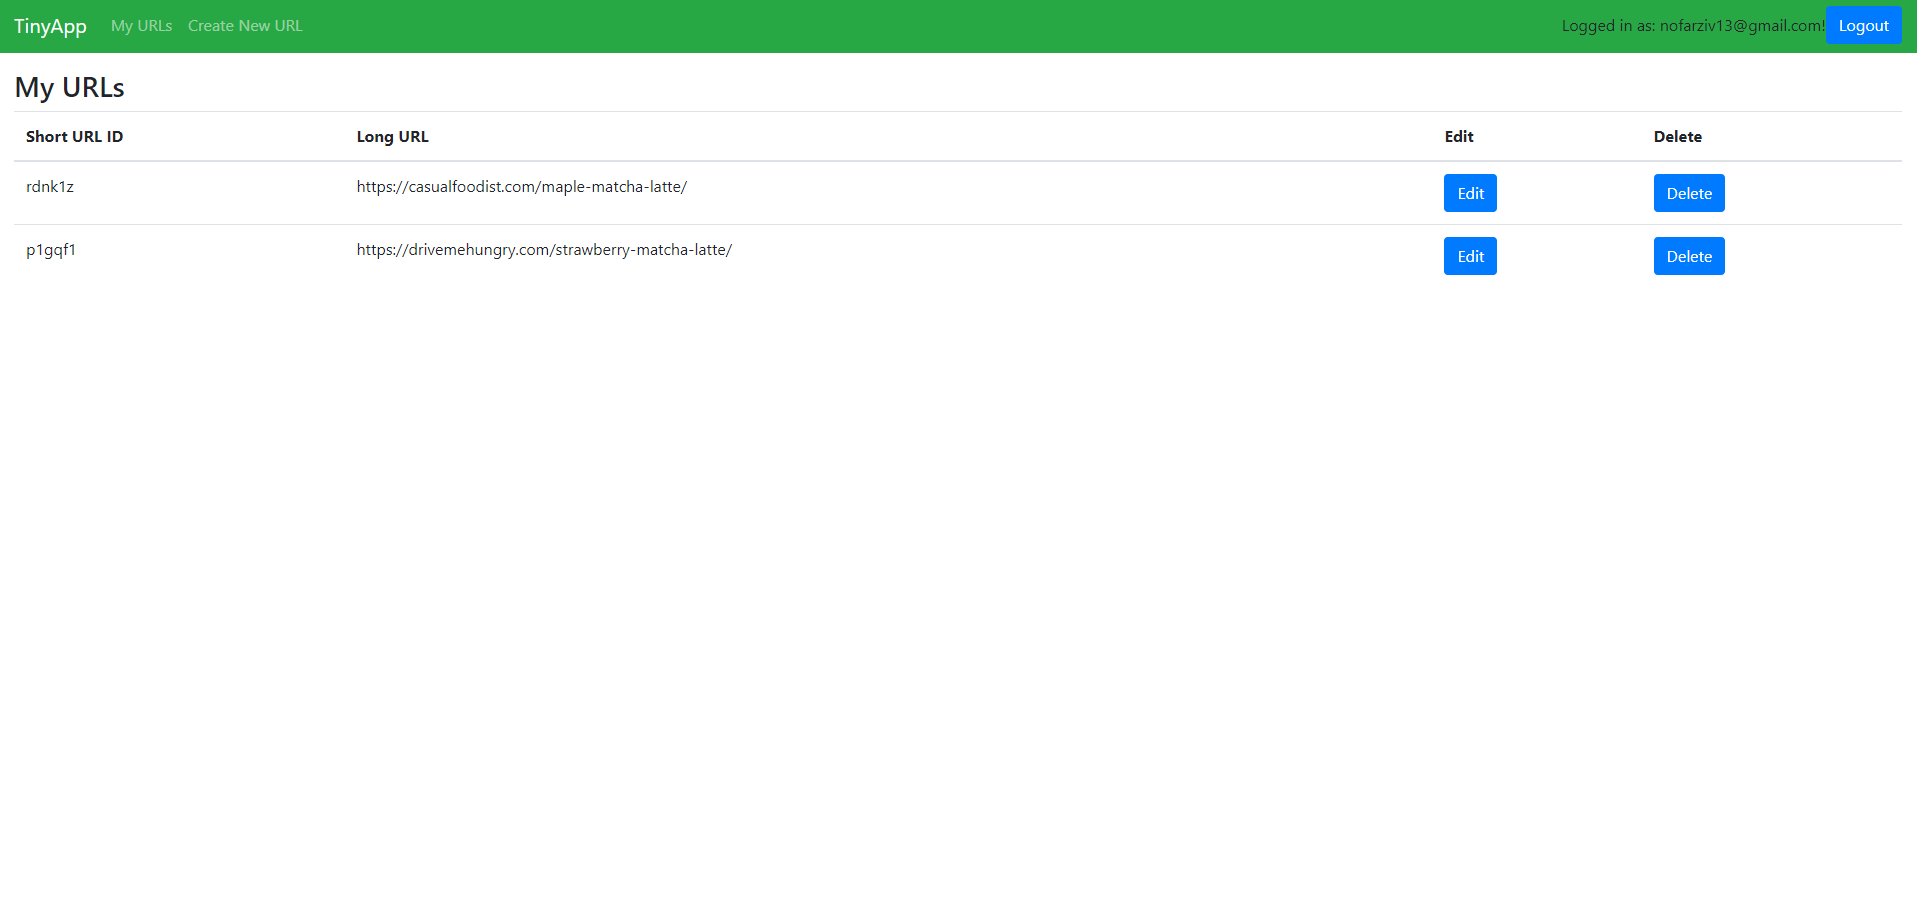 TinyApp My URLs Create New URL Logged in as: nofarziv13@gmail.com! Logout
My URLs
Short URL ID Long URL Edit Delete
rdnk1z https://casualfoodist.com/maple-matcha-latte/ Edit Delete
p1gqf1 https://drivemehungry.com/strawberry-matcha-latte/ Edit Delete